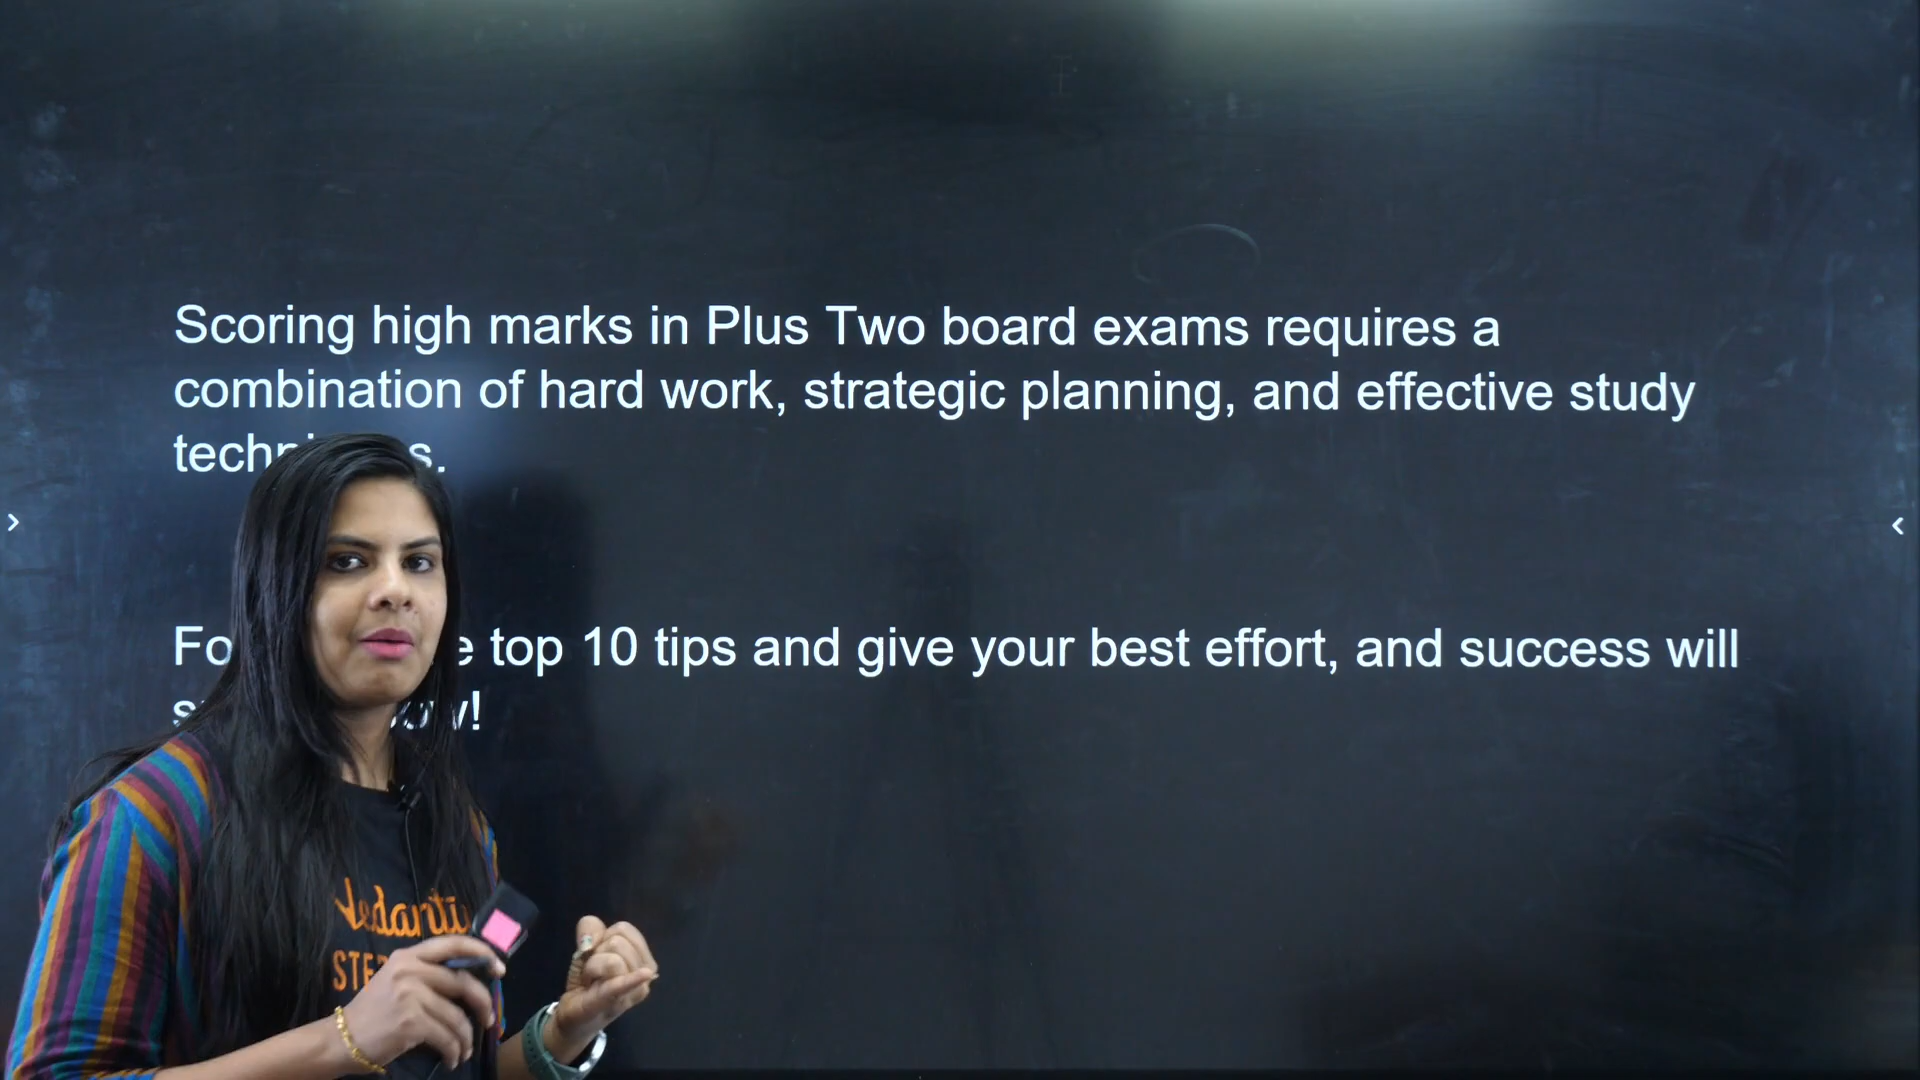 Scoring high marks in Plus Two board exams requires a
combination of hard work, strategic planning, and effective study
top 10 tips and give your best effort, and success will
Vedantu